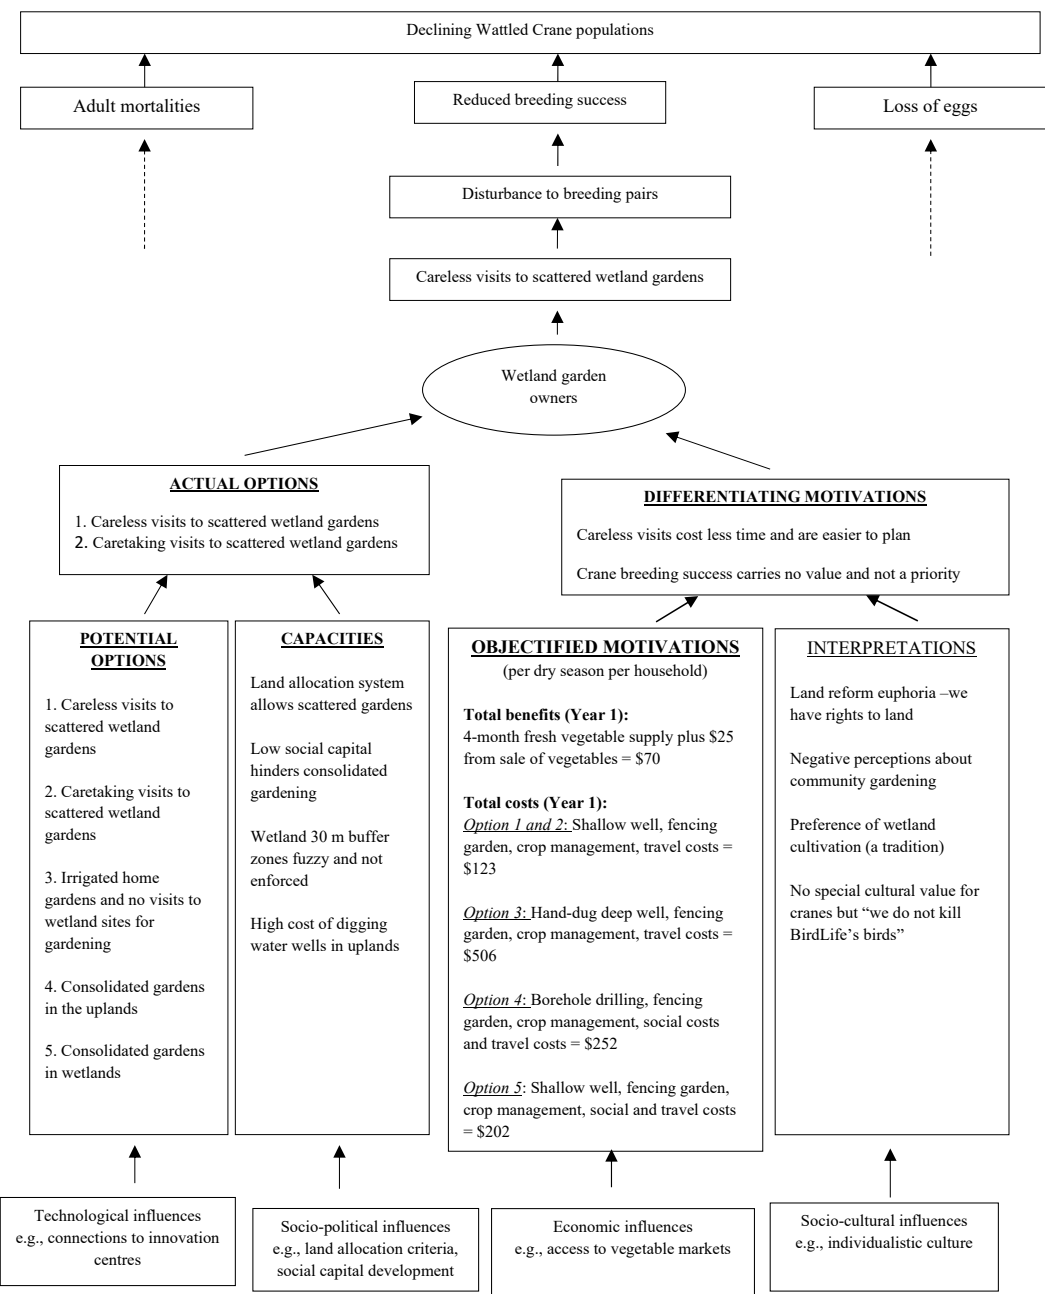 Declining Wattled Crane populations
Adult mortalities
Reduced breeding success
Loss of eggs
Disturbance to breeding pairs
Careless visits to scattered wetland gardens
Wetland garden
owners
ACTUAL OPTIONS
1. Careless visits to scattered wetland gardens
2. Caretaking visits to scattered wetland gardens
DIFFERENTIATING MOTIVATIONS
Careless visits cost less time and are easier to plan
Crane breeding success carries no value and not a priority
POTENTIAL
OPTIONS
1. Careless visits to
scattered wetland
gardens
2. Caretaking visits to
scattered wetland
gardens
3. Irrigated home
gardens and no visits to
wetland sites for
gardening
4. Consolidated gardens
in the uplands
5. Consolidated gardens
in wetlands
CAPACITIES
Land allocation system
allows scattered gardens
Low social capital
hinders consolidated
gardening
Wetland 30 m buffer
zones fuzzy and not
enforced
High cost of digging
water wells in uplands
OBJECTIFIED MOTIVATIONS
(per dry season per household)
Total benefits (Year 1):
4-month fresh vegetable supply plus $25
from sale of vegetables = $70
Total costs (Year 1):
Option 1 and 2: Shallow well, fencing
garden, crop management, travel costs =
$123
Option 3: Hand-dug deep well, fencing
garden, crop management, travel costs =
$506
Option 4: Borehole drilling, fencing
garden, crop management, social costs
and travel costs = $252
Option 5: Shallow well, fencing garden,
crop management, social and travel costs
= $202
INTERPRETATIONS
Land reform euphoria –we
have rights to land
Negative perceptions about
community gardening
Preference of wetland
cultivation (a tradition)
No special cultural value for
cranes but “we do not kill
BirdLife’s birds”
Technological influences
e.g., connections to innovation
centres
Socio-political influences
e.g., land allocation criteria,
social capital development
Economic influences
e.g., access to vegetable markets
Socio-cultural influences
e.g., individualistic culture